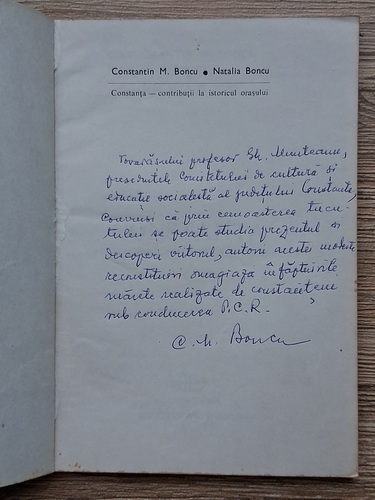 Constantin M. Boncu ● Natalia Boncu
Constanța — contribuții la istoricul orașului
Tovarășului profesor Gh. Munteanu,
președintele Comitetului de cultură și
educație socialistă al județului Constanța,
Convinși că prin cunoașterea trecu-
tului se poate studia prezentul și
descoperi viitorul, autorii acestei modeste
reconstituiri omagiază înfăptuirile
mărețe realizate de constănțeni
sub conducerea P.C.R.
C. M. Boncu